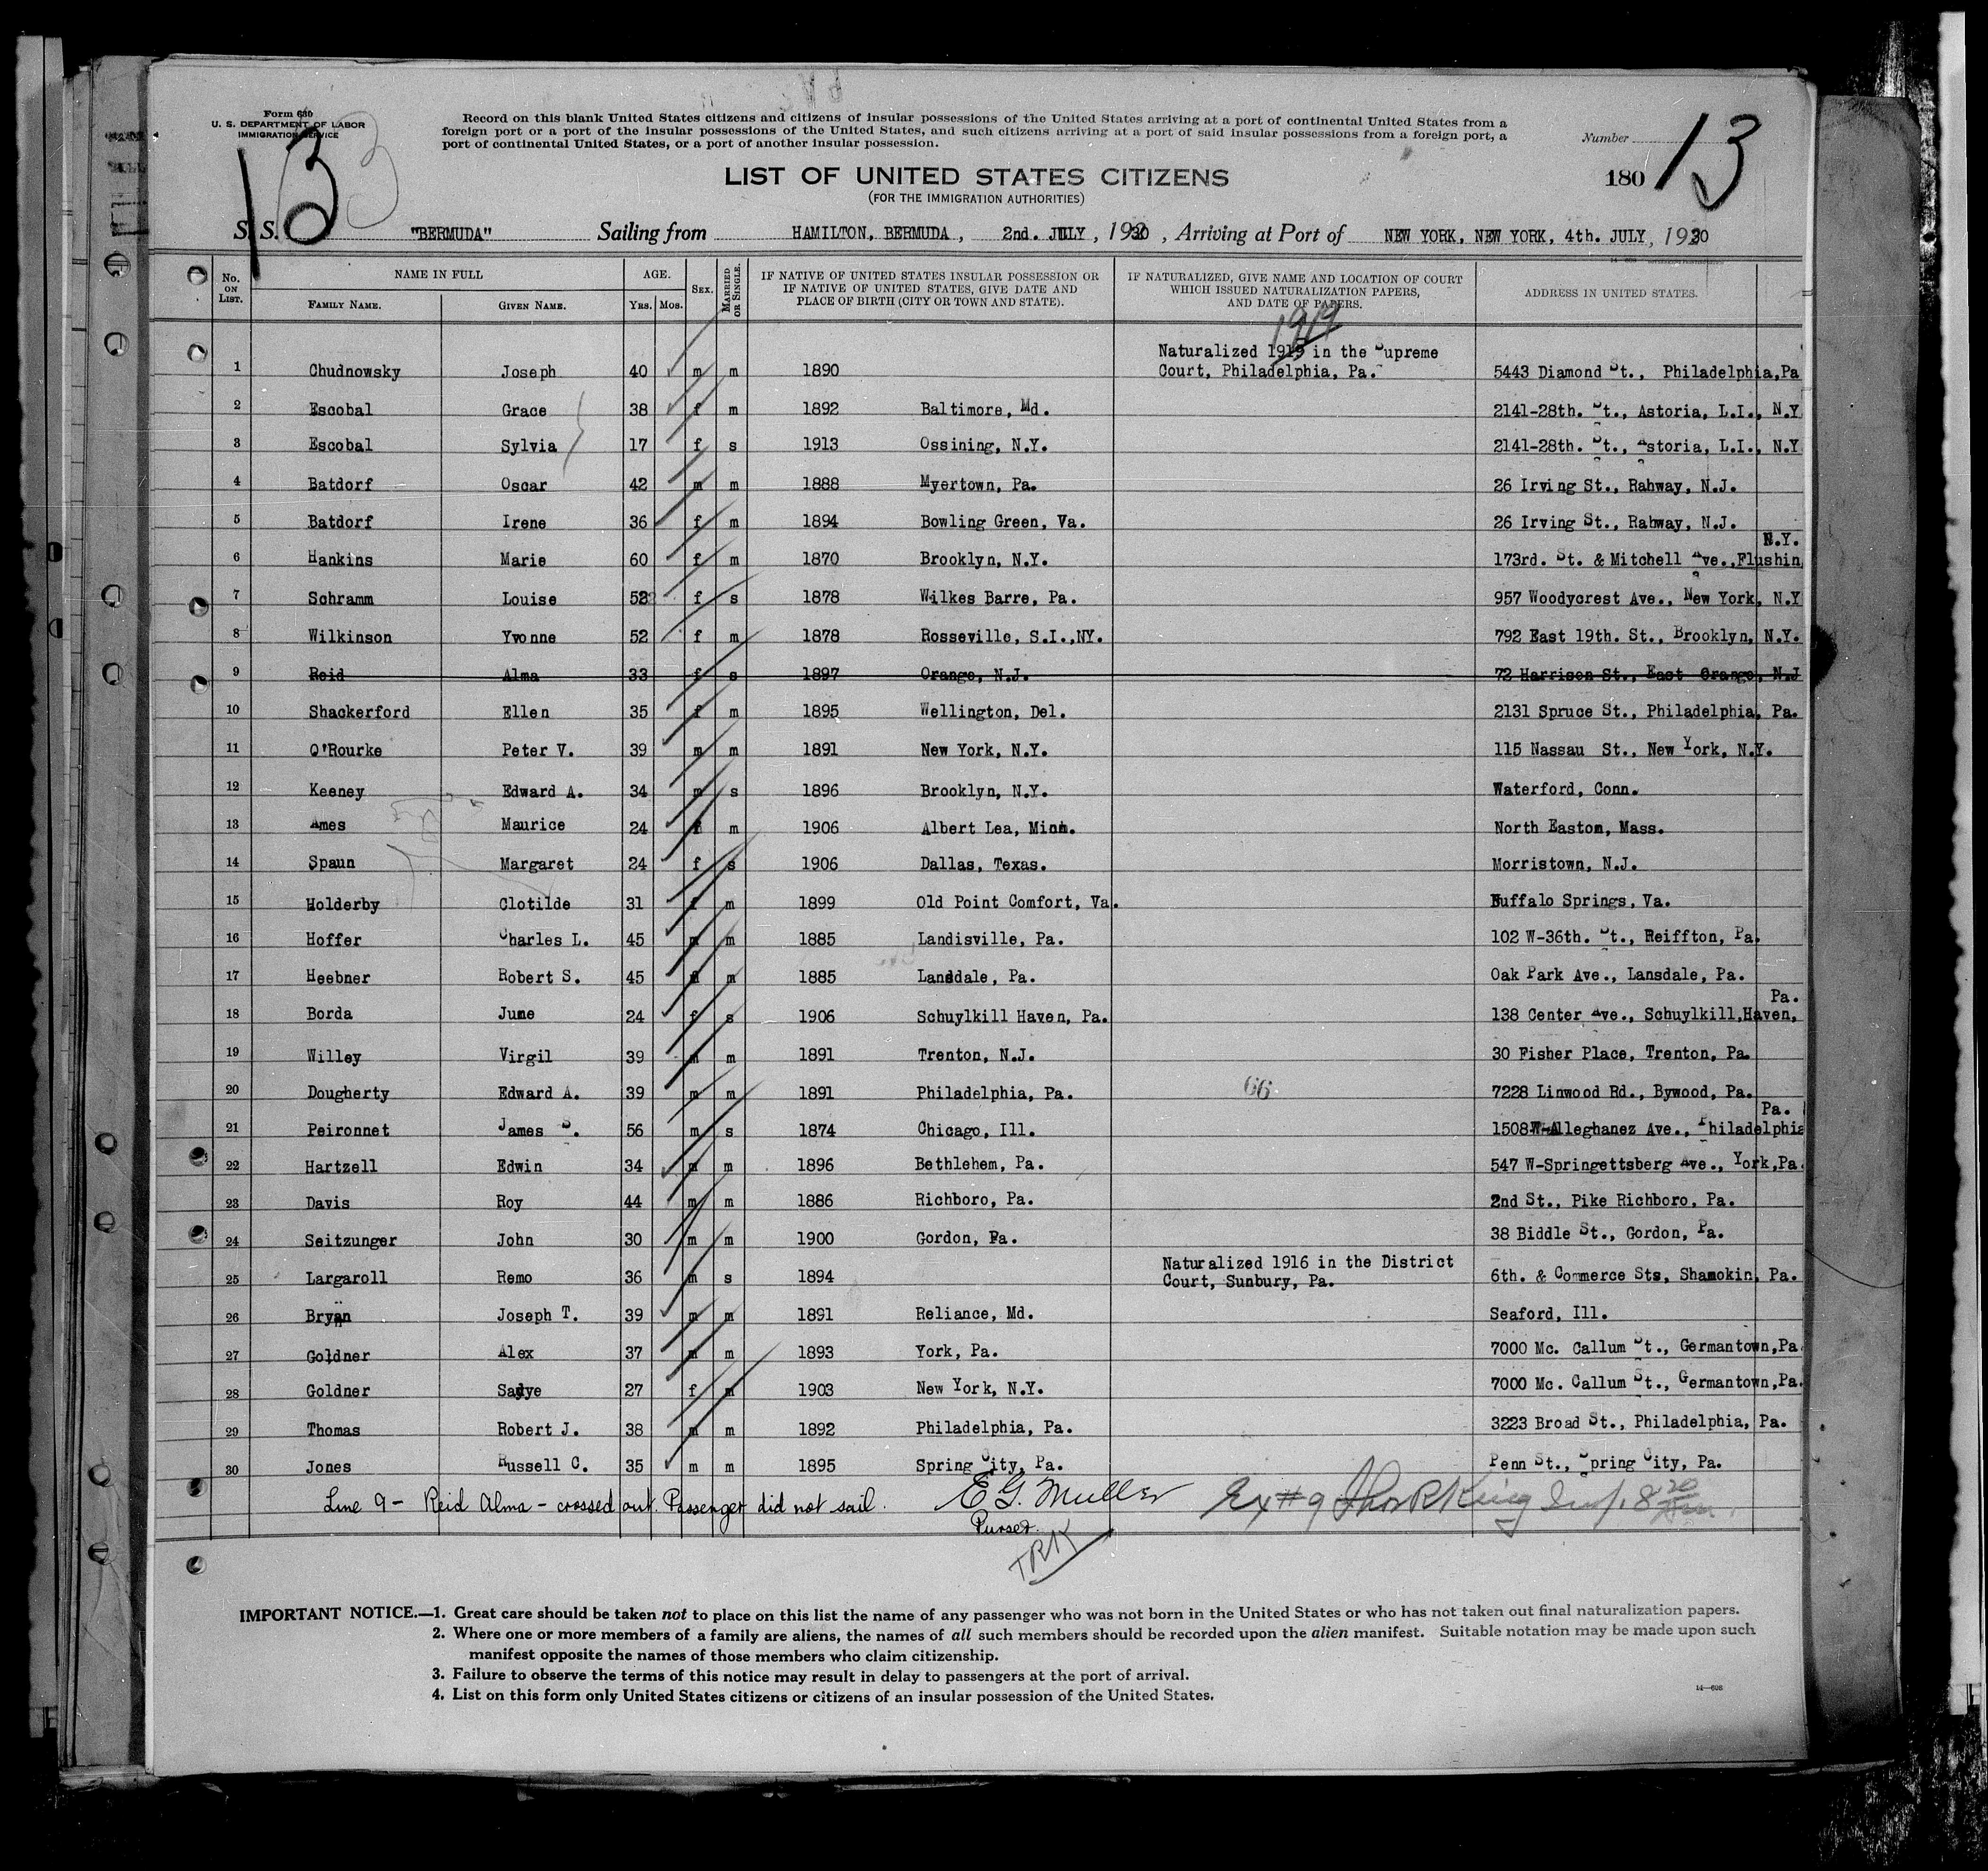 Form 630
U. S. DEPARTMENT OF LABOR
IMMIGRATION SERVICE
Record on this blank United States citizens and citizens of insular possessions of the United States arriving at a port of continental United States from a
foreign port or a port of the insular possessions of the United States, and such citizens arriving at a port of said insular possessions from a foreign port, a
port of continental United States, or a port of another insular possession.
Number
13
180 13
LIST OF UNITED STATES CITIZENS
(FOR THE IMMIGRATION AUTHORITIES)
S. S. "BERMUDA" Sailing from HAMILTON, BERMUDA, 2nd. JULY, 1930, Arriving at Port of NEW YORK, NEW YORK, 4th. JULY, 1930
No. ON LIST. NAME IN FULL FAMILY NAME. GIVEN NAME. AGE. YRS. MOS. SEX. MARRIED OR SINGLE. IF NATIVE OF UNITED STATES INSULAR POSSESSION OR IF NATIVE OF UNITED STATES, GIVE DATE AND PLACE OF BIRTH (CITY OR TOWN AND STATE). IF NATURALIZED, GIVE NAME AND LOCATION OF COURT WHICH ISSUED NATURALIZATION PAPERS, AND DATE OF PAPERS. ADDRESS IN UNITED STATES.
1919
1 Chudnowsky Joseph 40 m m 1890 Naturalized 1919 in the Supreme Court, Philadelphia, Pa. 5443 Diamond St., Philadelphia,Pa
2 Escobal Grace 38 f m 1892 Baltimore, Md. 2141-28th. St., Astoria, L.I., N.Y
3 Escobal Sylvia 17 f s 1913 Ossining, N.Y. 2141-28th. St., Astoria, L.I., N.Y
4 Batdorf Oscar 42 m m 1888 Myertown, Pa. 26 Irving St., Rahway, N.J.
5 Batdorf Irene 36 f m 1894 Bowling Green, Va. 26 Irving St., Rahway, N.J.
6 Hankins Marie 60 f m 1870 Brooklyn, N.Y. 173rd. St. & Mitchell Ave.,Flushin N.Y.
7 Schramm Louise 52 f s 1878 Wilkes Barre, Pa. 957 Woodycrest Ave., New York, N.Y
8 Wilkinson Yvonne 52 f m 1878 Rosseville, S.I.,NY. 792 East 19th. St., Brooklyn, N.Y.
9 Reid Alma 33 f s 1897 Orange, N.J. 72 Harrison St., East Orange, N.J
10 Shackerford Ellen 35 f m 1895 Wellington, Del. 2131 Spruce St., Philadelphia, Pa.
11 O'Rourke Peter V. 39 m m 1891 New York, N.Y. 115 Nassau St., New York, N.Y.
12 Keeney Edward A. 34 m s 1896 Brooklyn, N.Y. Waterford, Conn.
13 Ames Maurice 24 f m 1906 Albert Lea, Minn. North Easton, Mass.
14 Spaun Margaret 24 f s 1906 Dallas, Texas. Morristown, N.J.
15 Holderby Clotilde 31 f m 1899 Old Point Comfort, Va. Buffalo Springs, Va.
16 Hoffer Charles L. 45 m m 1885 Landisville, Pa. 102 W-36th. St., Reiffton, Pa.
17 Heebner Robert S. 45 m m 1885 Lansdale, Pa. Oak Park Ave., Lansdale, Pa.
18 Borda June 24 f s 1906 Schuylkill Haven, Pa. 138 Center Ave., Schuylkill,Haven, Pa.
19 Willey Virgil 39 m m 1891 Trenton, N.J. 30 Fisher Place, Trenton, Pa.
20 Dougherty Edward A. 39 m m 1891 Philadelphia, Pa. 66 7228 Linwood Rd., Bywood, Pa.
21 Peironnet James S. 56 m s 1874 Chicago, Ill. 1508W-Alleghanez Ave., Philadelphia Pa.
22 Hartzell Edwin 34 m m 1896 Bethlehem, Pa. 547 W-Springettsberg Ave., York,Pa.
23 Davis Roy 44 m m 1886 Richboro, Pa. 2nd St., Pike Richboro, Pa.
24 Seitzunger John 30 m m 1900 Gordon, Pa. 38 Biddle St., Gordon, Pa.
25 Largaroll Remo 36 m s 1894 Naturalized 1916 in the District Court, Sunbury, Pa. 6th. & Commerce Sts, Shamokin, Pa.
26 Bryan Joseph T. 39 m m 1891 Reliance, Md. Seaford, Ill.
27 Goldner Alex 37 m m 1893 York, Pa. 7000 Mc. Callum St., Germantown,Pa.
28 Goldner Sadye 27 f m 1903 New York, N.Y. 7000 Mc. Callum St., Germantown,Pa.
29 Thomas Robert J. 38 m m 1892 Philadelphia, Pa. 3223 Broad St., Philadelphia, Pa.
30 Jones Russell C. 35 m m 1895 Spring City, Pa. Penn St., Spring City, Pa.
Line 9 - Reid Alma - crossed out. Passenger did not sail. E G. Muller Ex # 9 Thos R King Insp. 8 20
Purser.
TRK
IMPORTANT NOTICE.—1. Great care should be taken not to place on this list the name of any passenger who was not born in the United States or who has not taken out final naturalization papers.
2. Where one or more members of a family are aliens, the names of all such members should be recorded upon the alien manifest. Suitable notation may be made upon such
manifest opposite the names of those members who claim citizenship.
3. Failure to observe the terms of this notice may result in delay to passengers at the port of arrival.
4. List on this form only United States citizens or citizens of an insular possession of the United States.
14—608